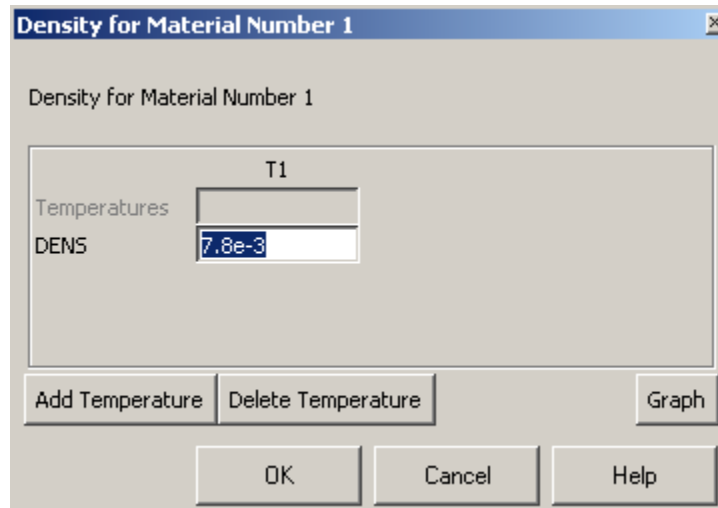 Density for Material Number 1
Density for Material Number 1
T1
Temperatures
DENS 7.8e-3
Add Temperature Delete Temperature Graph
OK Cancel Help